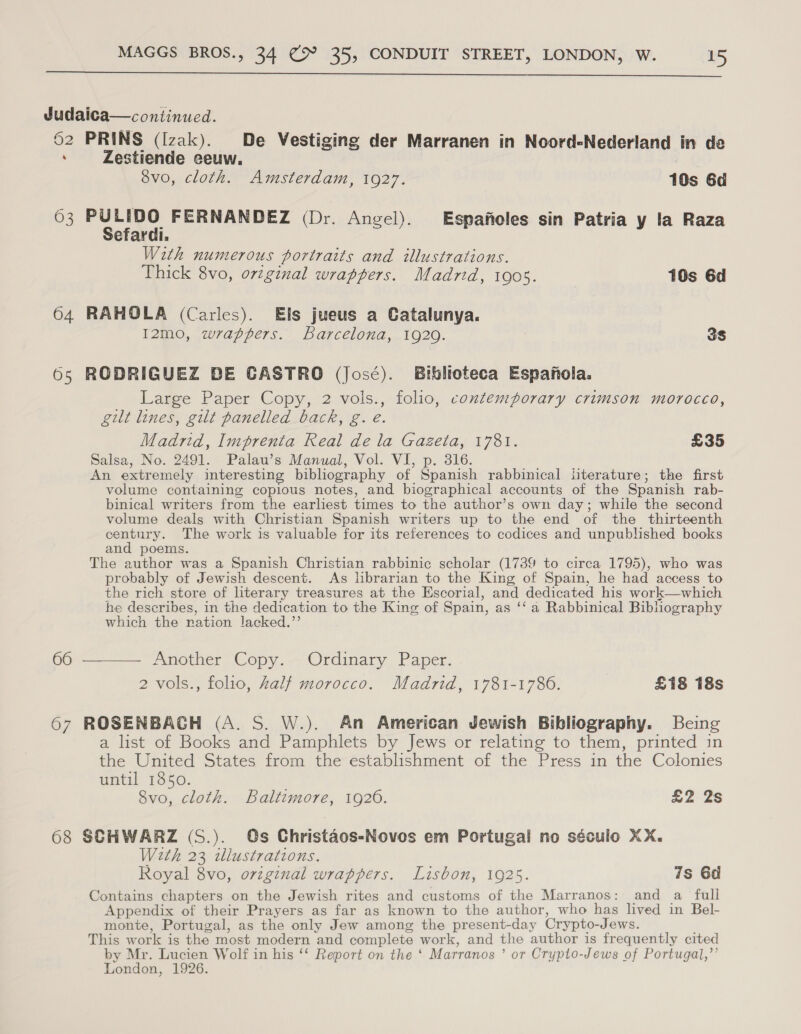 MAGGS BROS., 34 & 35, CONDUIT STREET, LONDON, W. 15
Judaica—continued.
62 PRINS (Izak). De Vestiging der Marranen in Noord-Nederland in de
Zestiende eeuw.
8vo, cloth. Amsterdam, 1927. 10s 6d
63 PULIDO FERNANDEZ (Dr. Angel). Españoles sin Patria y la Raza
Sefardi.
With numerous portraits and illustrations.
Thick 8vo, original wrappers. Madrid, 1905. 10s 6d
64 RAHOLA (Carles). Els jueus a Catalunya.
12mo, wrappers. Barcelona, 1929. 3s
65 RODRIGUEZ DE CASTRO (José). Biblioteca Española.
Large Paper Copy, 2 vols., folio, contemporary crimson morocco,
gilt lines, gilt panelled back, g. e.
Madrid, Imprenta Real de la Gazeta, 1781. £35
Salsa, No. 2491. Palau's Manual, Vol. VI, p. 316.
An extremely interesting bibliography of Spanish rabbinical literature; the first
volume containing copious notes, and biographical accounts of the Spanish rab-
binical writers from the earliest times to the author's own day; while the second
volume deals with Christian Spanish writers up to the end of the thirteenth
century. The work is valuable for its references to codices and unpublished books
and poems.
The author was a Spanish Christian rabbinic scholar (1739 to circa 1795), who was
probably of Jewish descent. As librarian to the King of Spain, he had access to
the rich store of literary treasures at the Escorial, and dedicated his work—which
he describes, in the dedication to the King of Spain, as "a Rabbinical Bibliography
which the nation lacked."
66 ——— Another Copy. Ordinary Paper.
2 vols., folio, half morocco. Madrid, 1781-1786. £18 18s
67 ROSENBACH (A. S. W.). An American Jewish Bibliography. Being
a list of Books and Pamphlets by Jews or relating to them, printed in
the United States from the establishment of the Press in the Colonies
until 1850.
8vo, cloth. Baltimore, 1926. £2 2s
68 SCHWARZ (S.). Os Christãos-Novos em Portugal no século XX.
With 23 illustrations.
Royal 8vo, original wrappers. Lisbon, 1925. 7s 6d
Contains chapters on the Jewish rites and customs of the Marranos: and a full
Appendix of their Prayers as far as known to the author, who has lived in Bel-
monte, Portugal, as the only Jew among the present-day Crypto-Jews.
This work is the most modern and complete work, and the author is frequently cited
by Mr. Lucien Wolf in his "Report on the 'Marranos' or Crypto-Jews of Portugal,"
London, 1926.